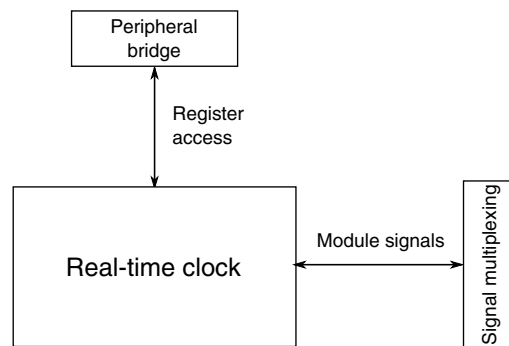 Peripheral
bridge
Register
access
Real-time clock
Module signals
Signal multiplexing